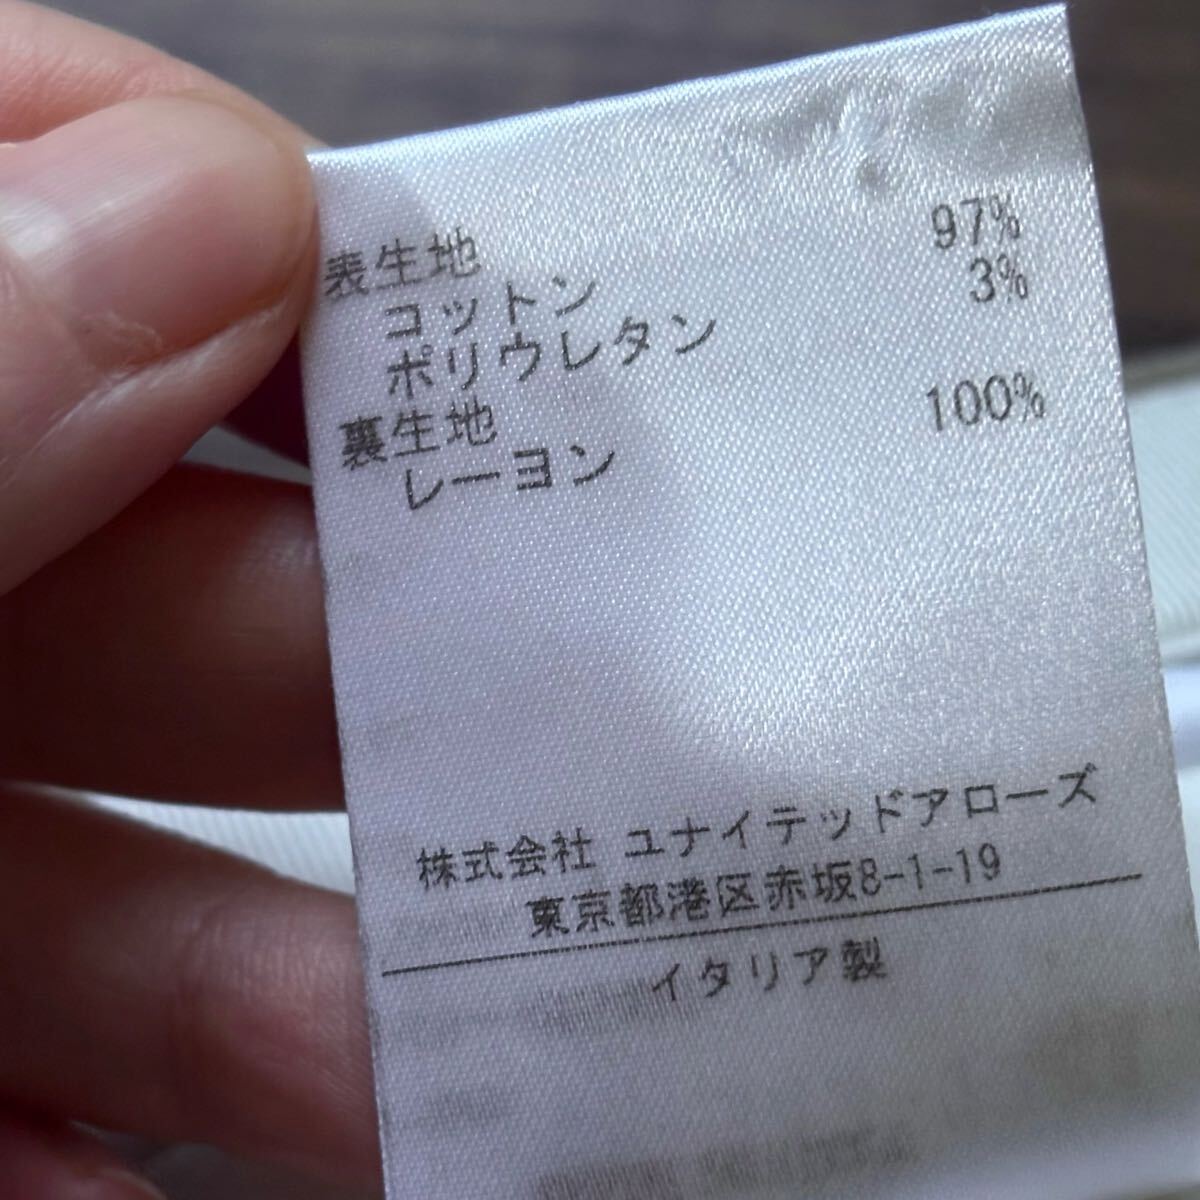 表生地
コットン 97%
ポリウレタン 3%
裏生地
レーヨン 100%
株式会社 ユナイテッドアローズ
東京都港区赤坂8-1-19
イタリア製